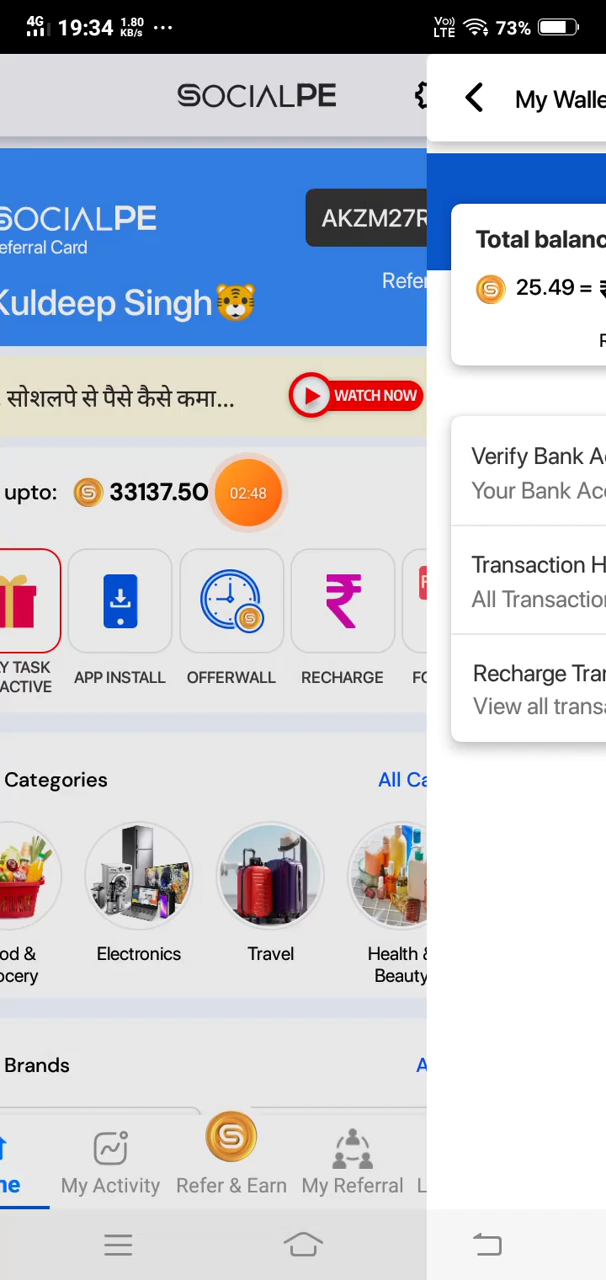 4G 19:34 1.80 KB/s ...
Vo)) LTE 73%
SOCIALPE
My Walle
SOCIALPE
eferral Card
AKZM27R
Refer
Kuldeep Singh🐯
Total balanc
25.49 = ₹
R
सोशलपे से पैसे कैसे कमा...
WATCH NOW
upto: 33137.50 02:48
Verify Bank Ac
Your Bank Acc
Transaction H
All Transaction
Recharge Tran
View all transa
Y TASK
ACTIVE
APP INSTALL
OFFERWALL
RECHARGE
FO
Categories
All Ca
od &
ocery
Electronics
Travel
Health &
Beauty
Brands
A
me
My Activity
Refer & Earn
My Referral
L